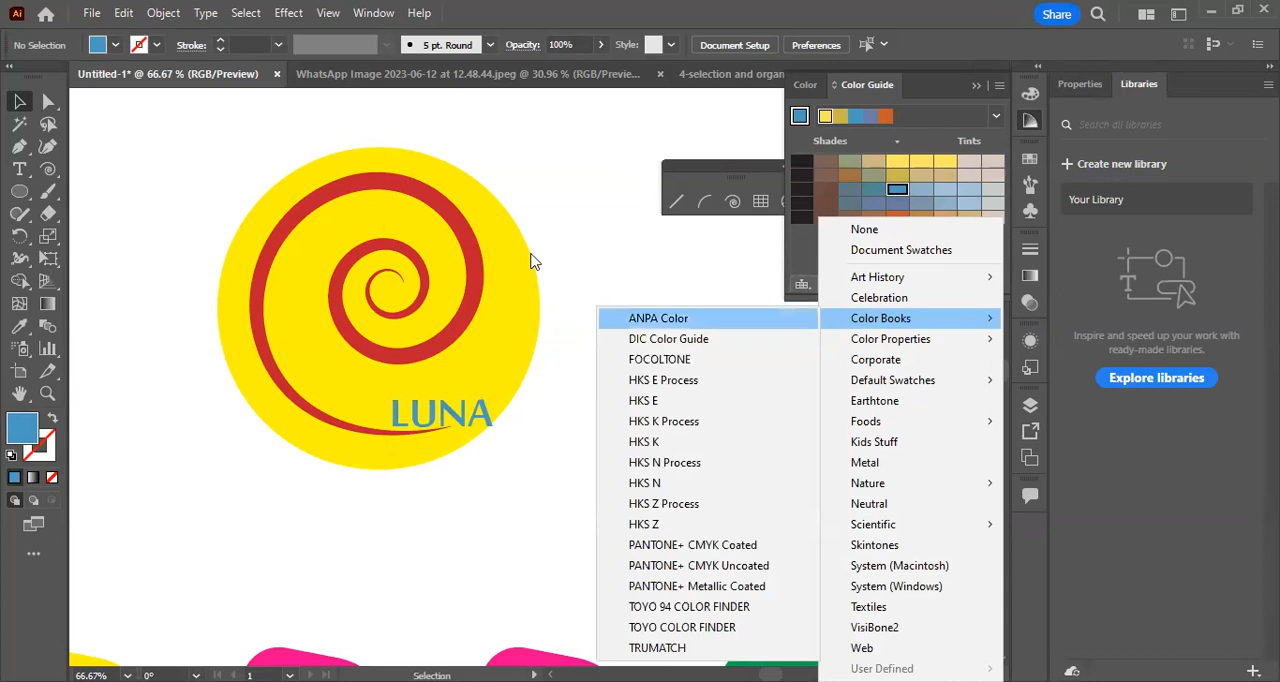 Ai File Edit Object Type Select Effect View Window Help Share
No Selection Stroke: 5 pt. Round Opacity: 100% Style: Document Setup Preferences
Untitled-1* @ 66.67 % (RGB/Preview) × WhatsApp Image 2023-06-12 at 12.48.44.jpeg @ 30.96 % (RGB/Previe... × 4-selection and organ
Color Color Guide
Properties Libraries
Search all libraries
Shades Tints
Create new library
Your Library
None
Document Swatches
Art History
Celebration
Color Books
Color Properties
Corporate
Default Swatches
Earthtone
Foods
Kids Stuff
Metal
Nature
Neutral
Scientific
Skintones
System (Macintosh)
System (Windows)
Textiles
VisiBone2
Web
User Defined
ANPA Color
DIC Color Guide
FOCOLTONE
HKS E Process
HKS E
HKS K Process
HKS K
HKS N Process
HKS N
HKS Z Process
HKS Z
PANTONE+ CMYK Coated
PANTONE+ CMYK Uncoated
PANTONE+ Metallic Coated
TOYO 94 COLOR FINDER
TOYO COLOR FINDER
TRUMATCH
LUNA
Inspire and speed up your work with
ready-made libraries.
Explore libraries
66.67% 0° 1 Selection